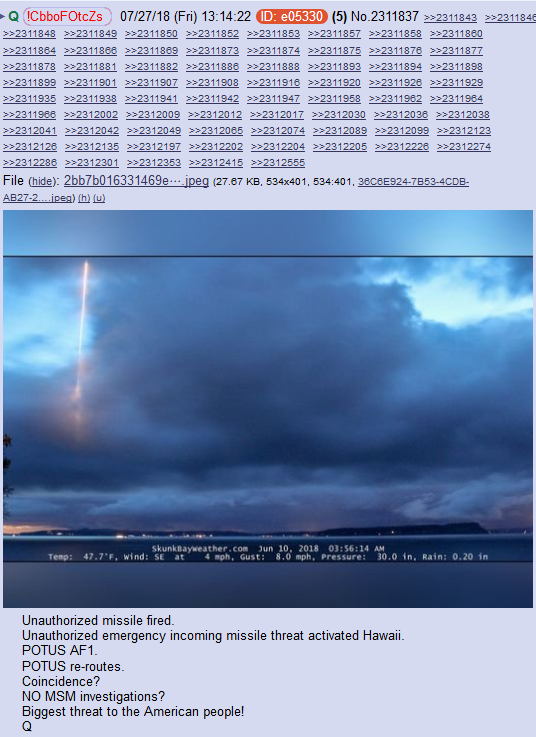 Q !CbboFOtcZs 07/27/18 (Fri) 13:14:22 ID: e05330 (5) No.2311837 >>2311843 >>2311846
>>2311848 >>2311849 >>2311850 >>2311852 >>2311853 >>2311857 >>2311858 >>2311860
>>2311864 >>2311866 >>2311869 >>2311873 >>2311874 >>2311875 >>2311876 >>2311877
>>2311878 >>2311881 >>2311882 >>2311886 >>2311888 >>2311893 >>2311894 >>2311898
>>2311899 >>2311901 >>2311907 >>2311908 >>2311916 >>2311920 >>2311926 >>2311929
>>2311935 >>2311938 >>2311941 >>2311942 >>2311947 >>2311958 >>2311962 >>2311964
>>2311966 >>2312002 >>2312009 >>2312012 >>2312017 >>2312030 >>2312036 >>2312038
>>2312041 >>2312042 >>2312049 >>2312065 >>2312074 >>2312089 >>2312099 >>2312123
>>2312126 >>2312135 >>2312197 >>2312202 >>2312204 >>2312205 >>2312226 >>2312274
>>2312286 >>2312301 >>2312353 >>2312415 >>2312555
File (hide): 2bb7b016331469e⋯.jpeg (27.67 KB, 534x401, 534:401, 36C6E924-7B53-4CDB-
AB27-2….jpeg) (h) (u)
SkunkBayWeather.com Jun 10, 2018 03:56:14 AM
Temp: 47.7°F, Wind: SE at 4 mph, Gust: 8.0 mph, Pressure: 30.0 in, Rain: 0.20 in
Unauthorized missile fired.
Unauthorized emergency incoming missile threat activated Hawaii.
POTUS AF1.
POTUS re-routes.
Coincidence?
NO MSM investigations?
Biggest threat to the American people!
Q